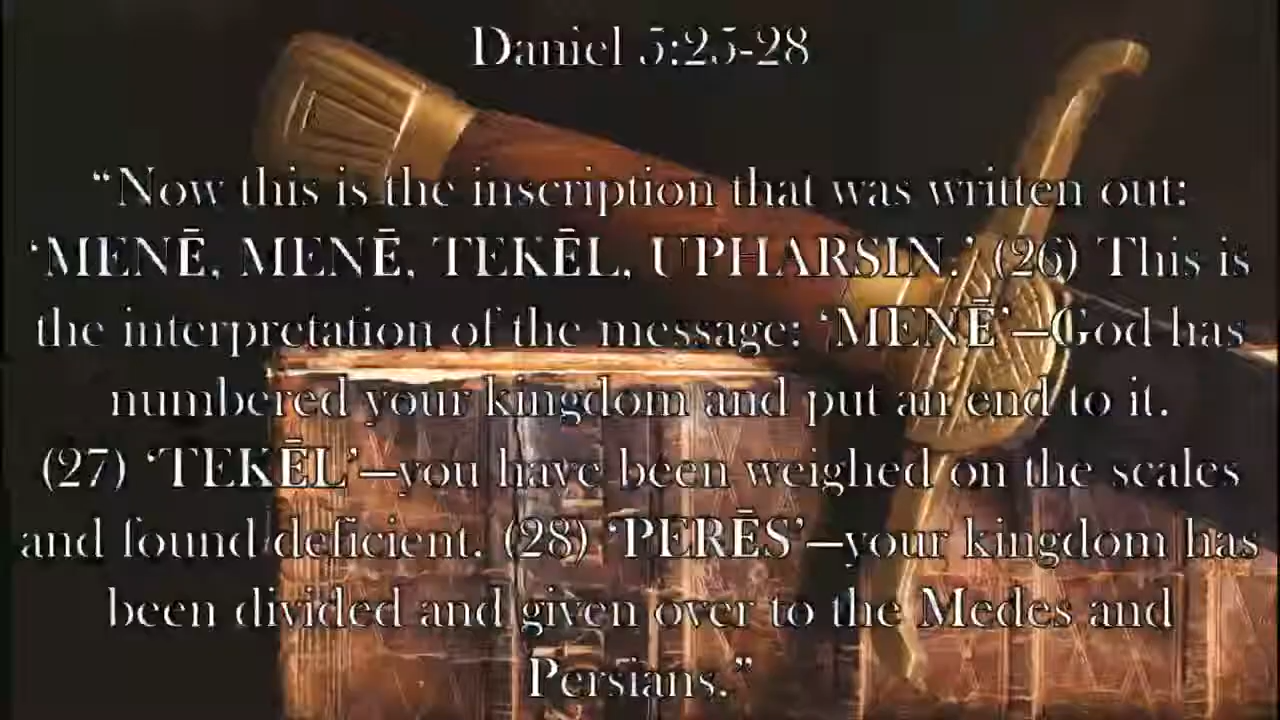 Daniel 5:25-28
“Now this is the inscription that was written out:
‘MENĒ, MENĒ, TEKĒL, UPHARSIN.’ (26) This is
the interpretation of the message: ‘MENĒ’–God has
numbered your kingdom and put an end to it.
(27) ‘TEKĒL’–you have been weighed on the scales
and found deficient. (28) ‘PERĒS’–your kingdom has
been divided and given over to the Medes and
Persians.”